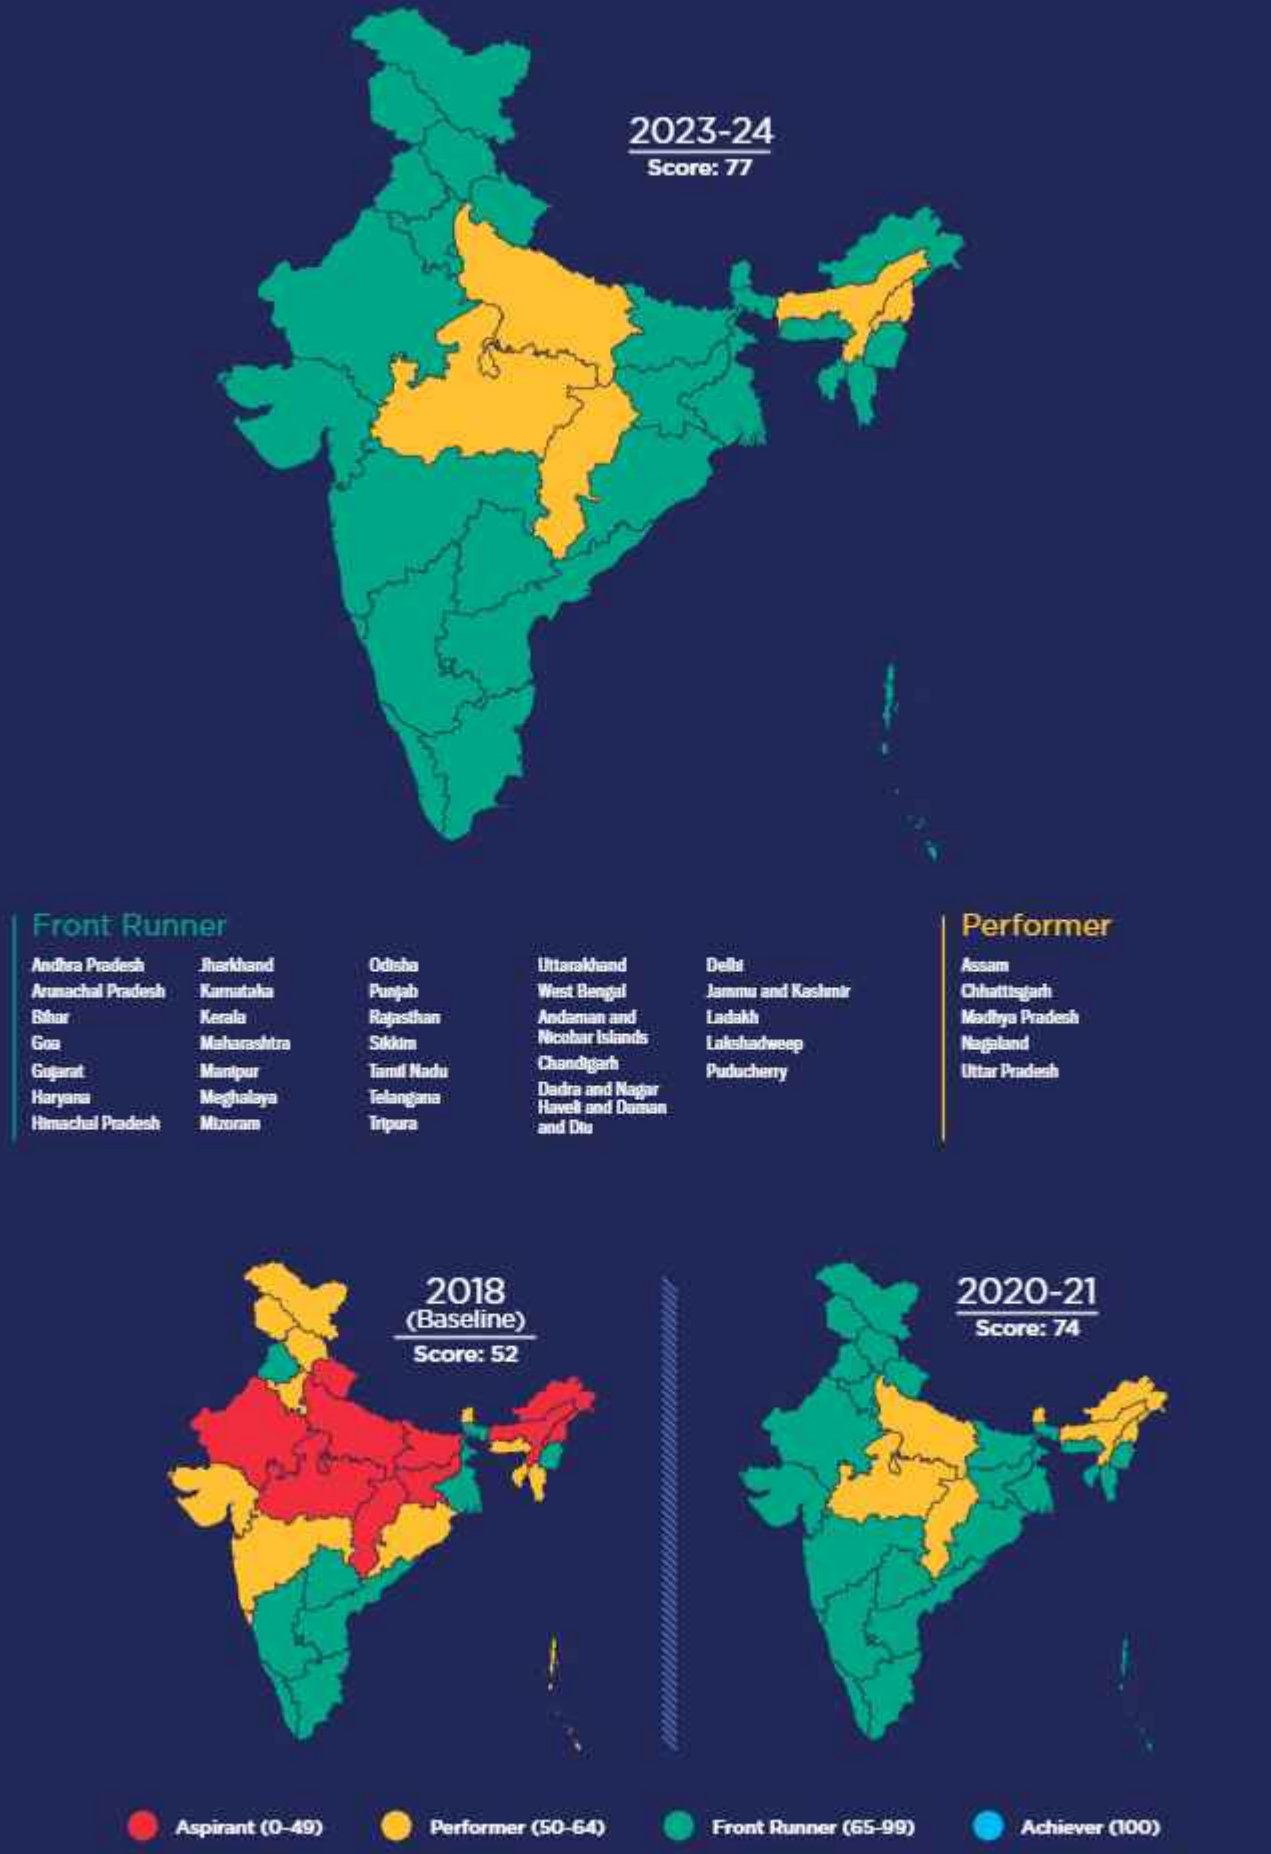 2023-24
Score: 77
Front Runner
Andhra Pradesh
Arunachal Pradesh
Bihar
Goa
Gujarat
Haryana
Himachal Pradesh
Jharkhand
Karnataka
Kerala
Maharashtra
Manipur
Meghalaya
Mizoram
Odisha
Punjab
Rajasthan
Sikkim
Tamil Nadu
Telangana
Tripura
Uttarakhand
West Bengal
Andaman and
Nicobar Islands
Chandigarh
Dadra and Nagar
Haveli and Daman
and Diu
Delhi
Jammu and Kashmir
Ladakh
Lakshadweep
Puducherry
Performer
Assam
Chhattisgarh
Madhya Pradesh
Nagaland
Uttar Pradesh
2018
(Baseline)
Score: 52
2020-21
Score: 74
Aspirant (0-49)
Performer (50-64)
Front Runner (65-99)
Achiever (100)